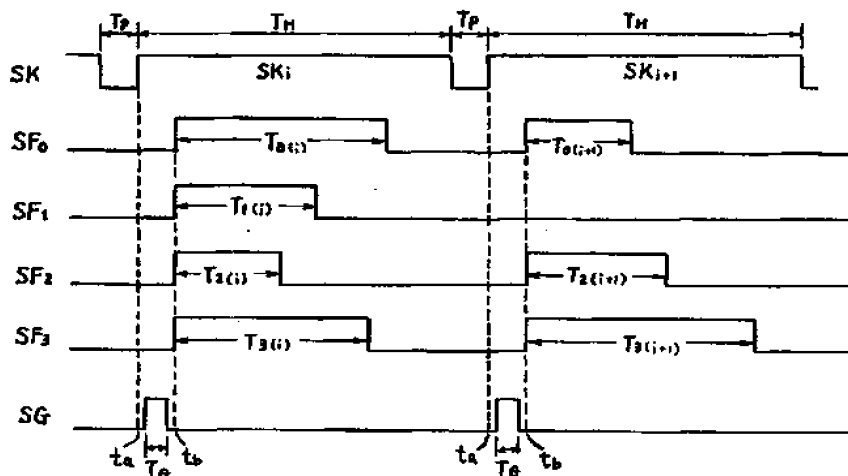 TP TH TP TH
SK SKi SKi+1
SF0 T0(i) T0(i+1)
SF1 T1(i)
SF2 T2(i) T2(i+1)
SF3 T3(i) T3(i+1)
SG
ta tb ta tb
TG TG